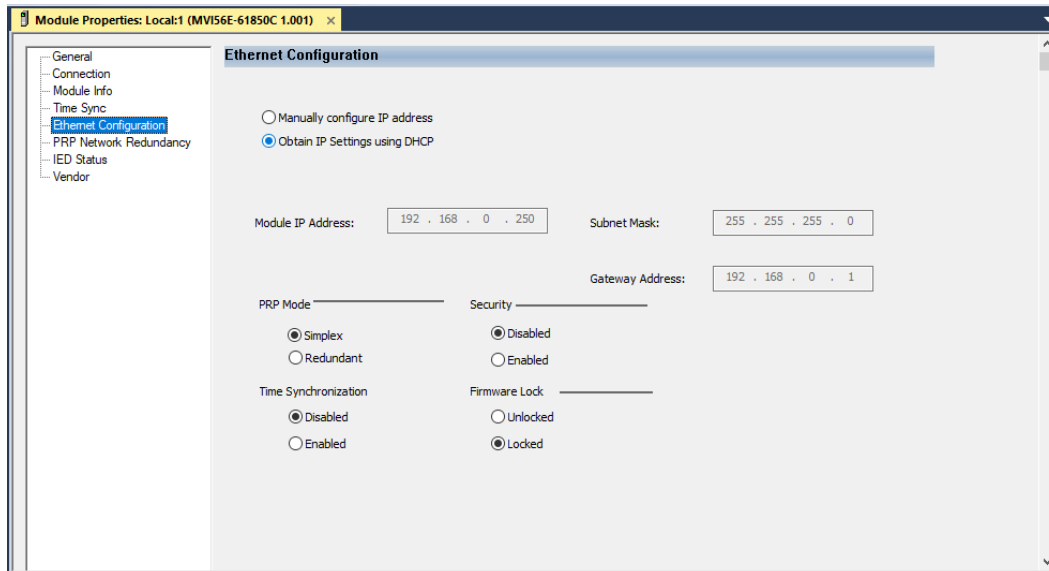 Module Properties: Local:1 (MVI56E-61850C 1.001) ×
General
Connection
Module Info
Time Sync
Ethernet Configuration
PRP Network Redundancy
IED Status
Vendor
Ethernet Configuration
Manually configure IP address
Obtain IP Settings using DHCP
Module IP Address: 192 . 168 . 0 . 250 Subnet Mask: 255 . 255 . 255 . 0
Gateway Address: 192 . 168 . 0 . 1
PRP Mode Security
Simplex Disabled
Redundant Enabled
Time Synchronization Firmware Lock
Disabled Unlocked
Enabled Locked